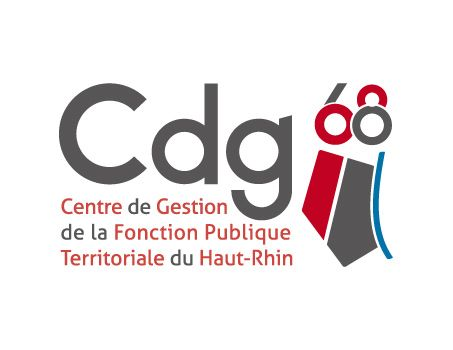 Cdg 68
Centre de Gestion
de la Fonction Publique
Territoriale du Haut-Rhin